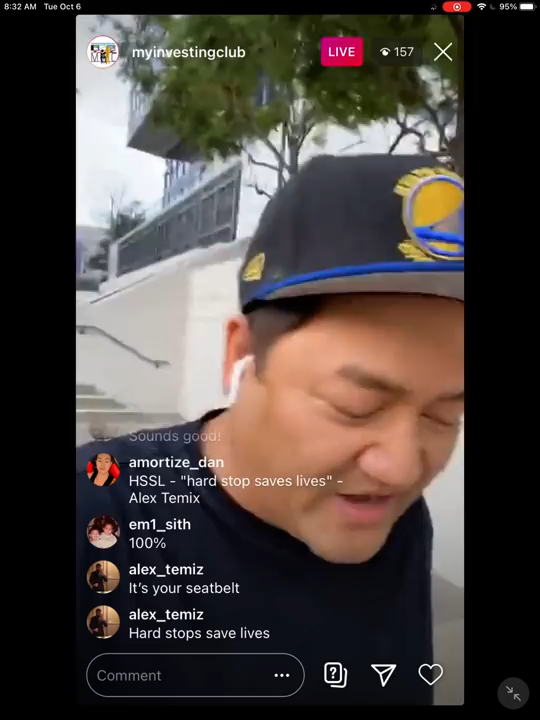 8:32 AM Tue Oct 6
95%
myinvestingclub
LIVE
157
Sounds good!
amortize_dan
HSSL - "hard stop saves lives" -
Alex Temix
em1_sith
100%
alex_temiz
It's your seatbelt
alex_temiz
Hard stops save lives
Comment